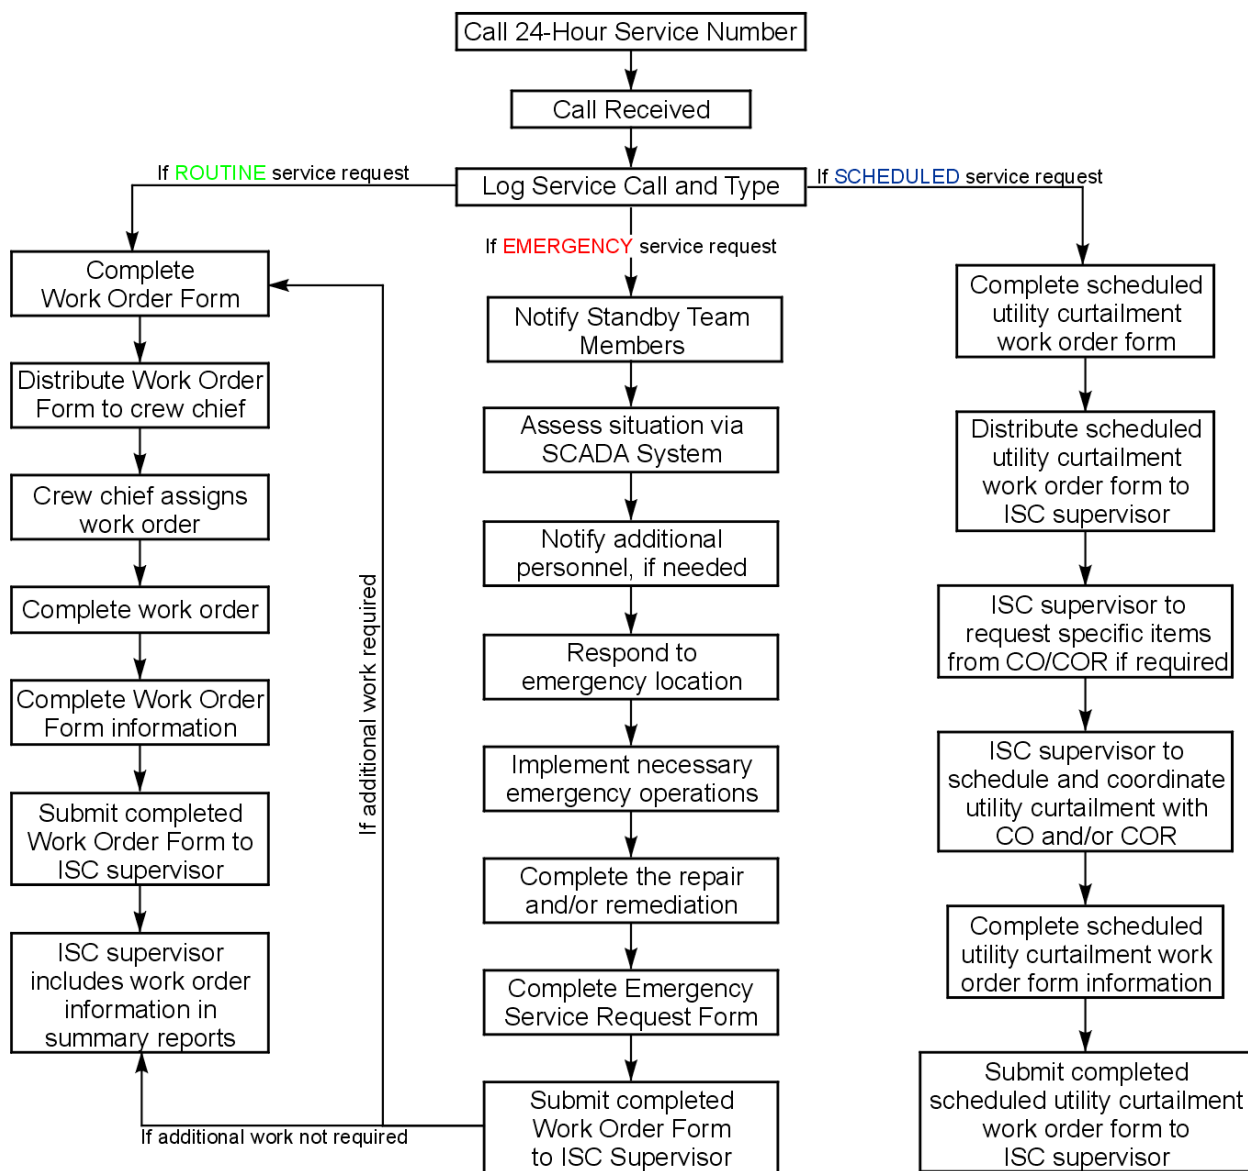 Call 24-Hour Service Number
Call Received
Log Service Call and Type
If ROUTINE service request
Complete
Work Order Form
Distribute Work Order
Form to crew chief
Crew chief assigns
work order
Complete work order
Complete Work Order
Form information
Submit completed
Work Order Form to
ISC supervisor
ISC supervisor
includes work order
information in
summary reports
If EMERGENCY service request
Notify Standby Team
Members
Assess situation via
SCADA System
Notify additional
personnel, if needed
Respond to
emergency location
Implement necessary
emergency operations
Complete the repair
and/or remediation
Complete Emergency
Service Request Form
Submit completed
Work Order Form
to ISC Supervisor
If additional work required
If additional work not required
If SCHEDULED service request
Complete scheduled
utility curtailment
work order form
Distribute scheduled
utility curtailment
work order form to
ISC supervisor
ISC supervisor to
request specific items
from CO/COR if required
ISC supervisor to
schedule and coordinate
utility curtailment with
CO and/or COR
Complete scheduled
utility curtailment work
order form information
Submit completed
scheduled utility curtailment
work order form to
ISC supervisor